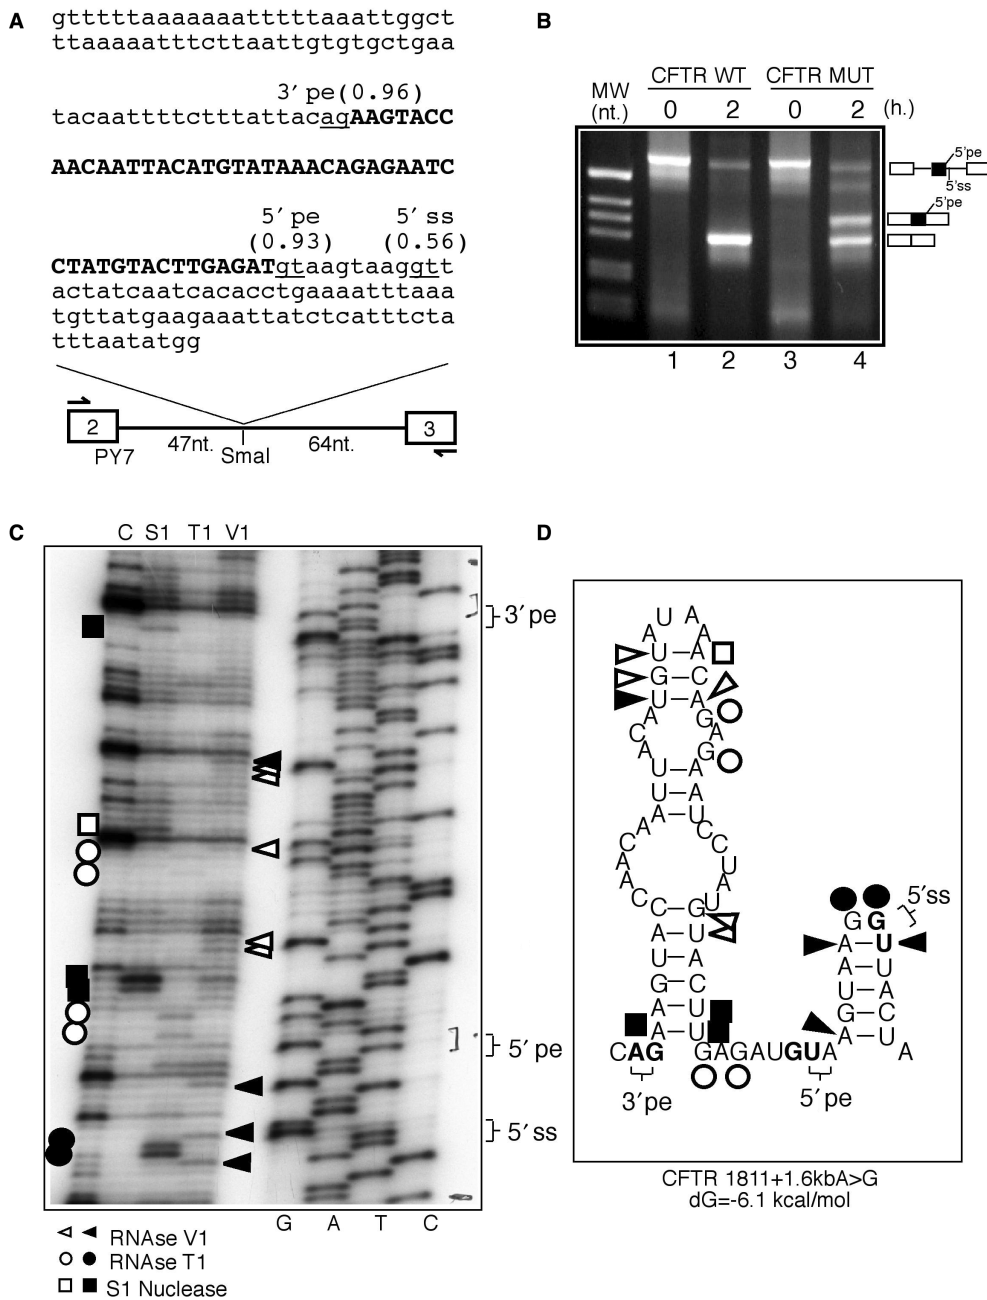 A
gtttttaaaaaaatttttaaattggct
ttaaaaatttcttaattgtgtgctgaa
3′ pe(0.96)
tacaattttctttattacagAAGTACC
AACAATTACATGTATAAACAGAGAATC
5′ pe 5′ ss
(0.93) (0.56)
CTATGTACTTGAGATgtaagtaaggtt
actatcaatcacacctgaaaatttaaa
tgttatgaagaaattatctcatttcta
tttaatatgg
2 3
47nt. 64nt.
PY7 SmaI
B
CFTR WT CFTR MUT
MW
(nt.)
0 2 0 2 (h.)
5′pe
5′ss
5′pe
1 2 3 4
C
C S1 T1 V1
3′pe
5′pe
5′ss
G A T C
RNAse V1
RNAse T1
S1 Nuclease
D
U A
A A
U–A A
G–C
U–A
A G
C A
A G
U–A
U–A
A–U
A C
C C
A U
A A
C U
C–G
A–U
U–A
G–C
A–U
A–U
CAG GAGAUGUA A
3′pe 5′pe
G G
5′ss
A–U
A–U
U–A
G–C
A–U
CFTR 1811+1.6kbA>G
dG=-6.1 kcal/mol